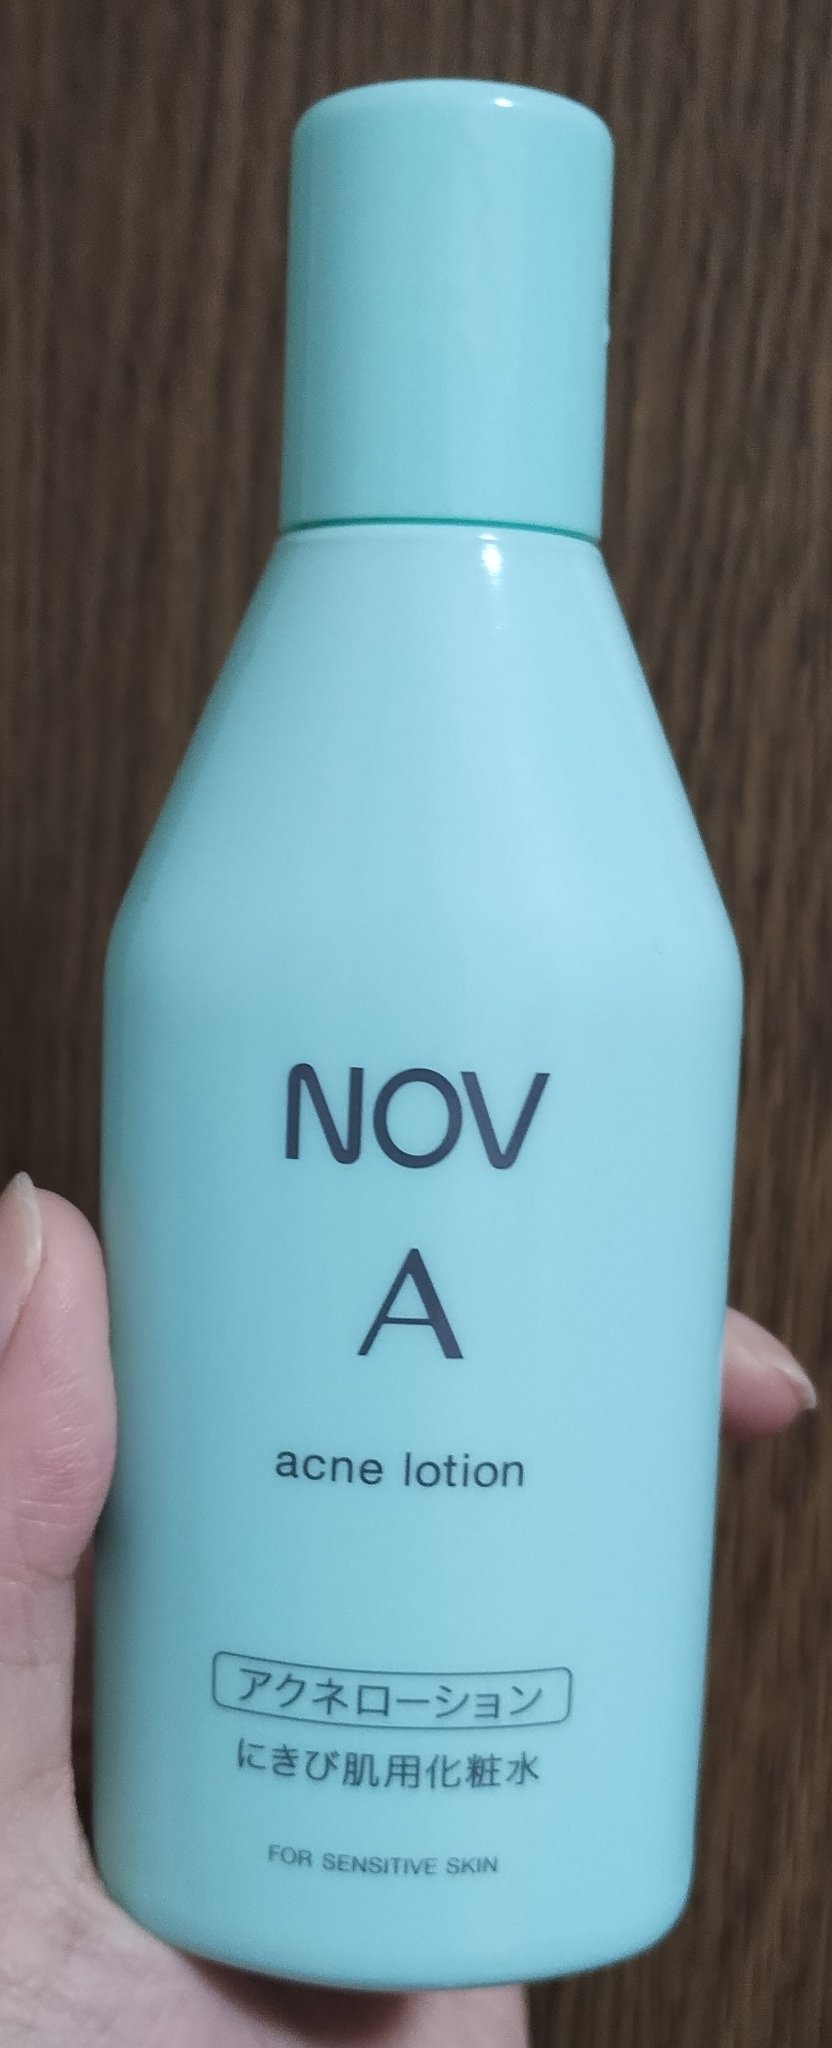 NOV
A
acne lotion
アクネローション
にきび肌用化粧水
FOR SENSITIVE SKIN